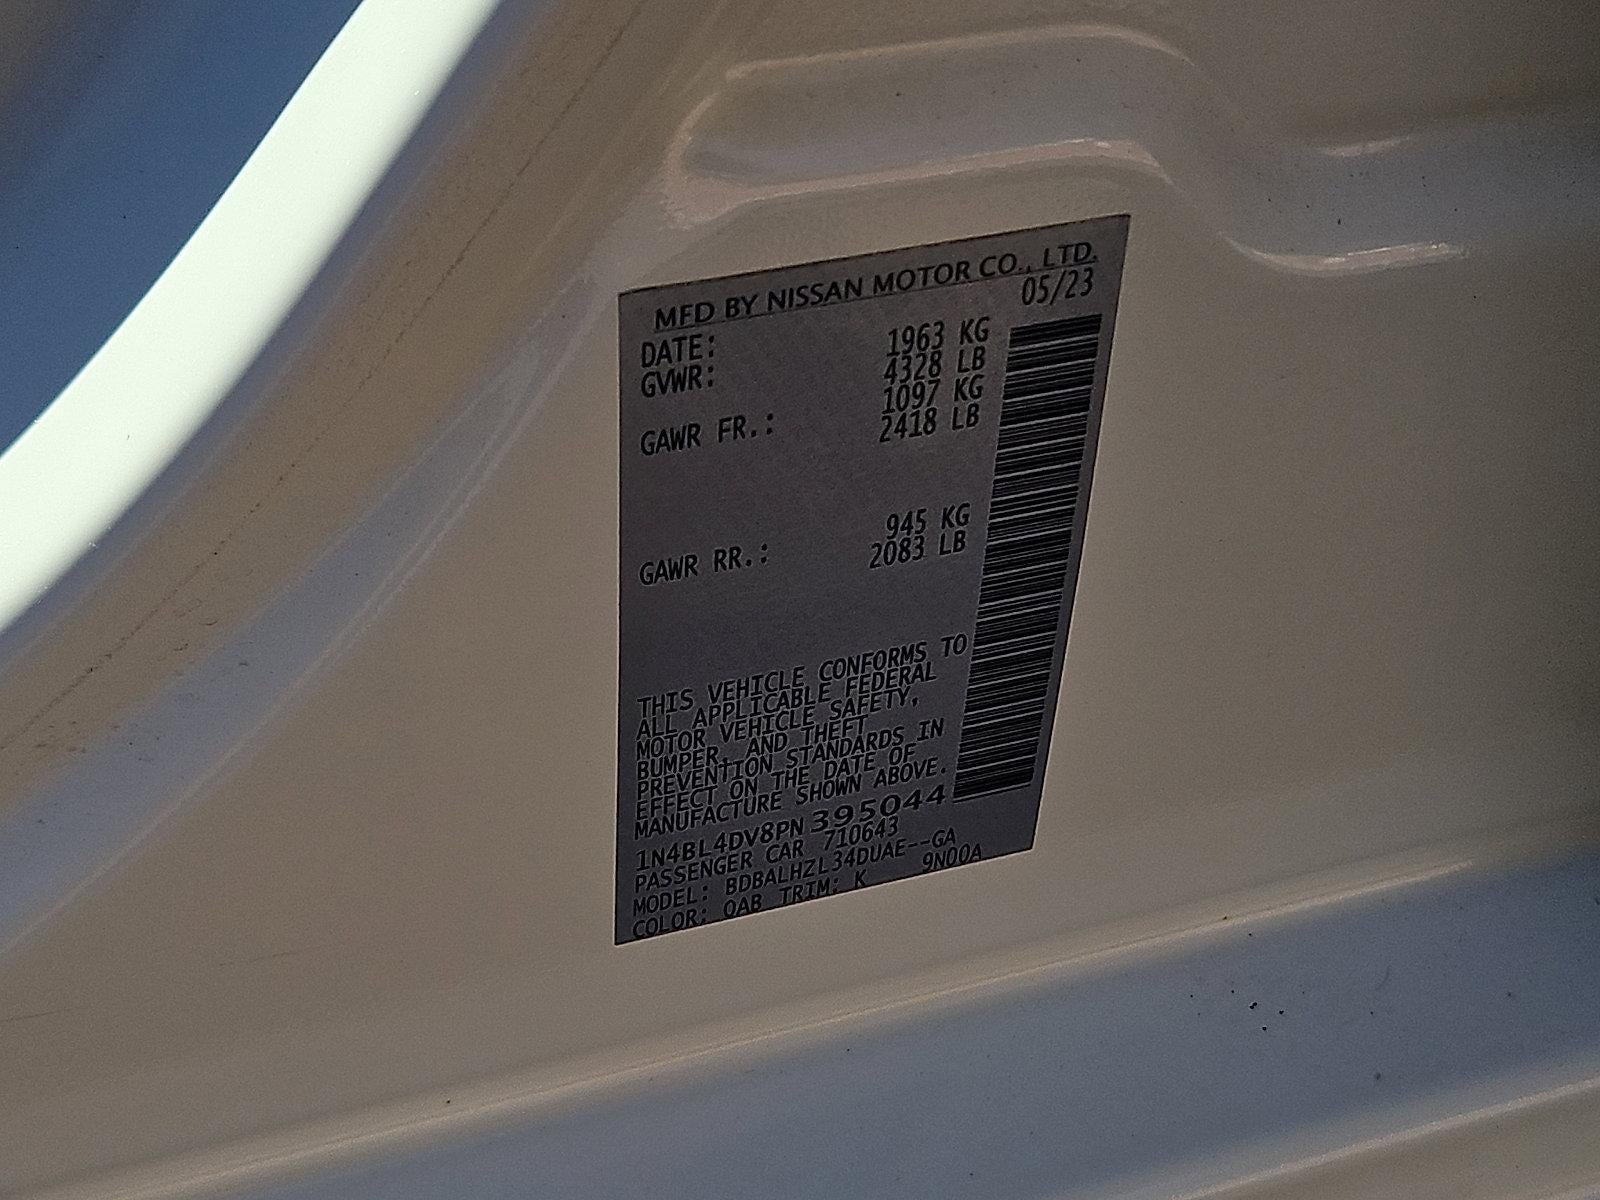 MFD BY NISSAN MOTOR CO., LTD.
DATE: 05/23
GVWR: 1963 KG
4328 LB
GAWR FR.: 1097 KG
2418 LB
945 KG
GAWR RR.: 2083 LB
THIS VEHICLE CONFORMS TO
ALL APPLICABLE FEDERAL
MOTOR VEHICLE SAFETY,
BUMPER, AND THEFT
PREVENTION STANDARDS IN
EFFECT ON THE DATE OF
MANUFACTURE SHOWN ABOVE.
1N4BL4DV8PN395044
PASSENGER CAR 710643
MODEL: BDBALHZL34DUAE--GA
COLOR: QAB TRIM: K 9N00A